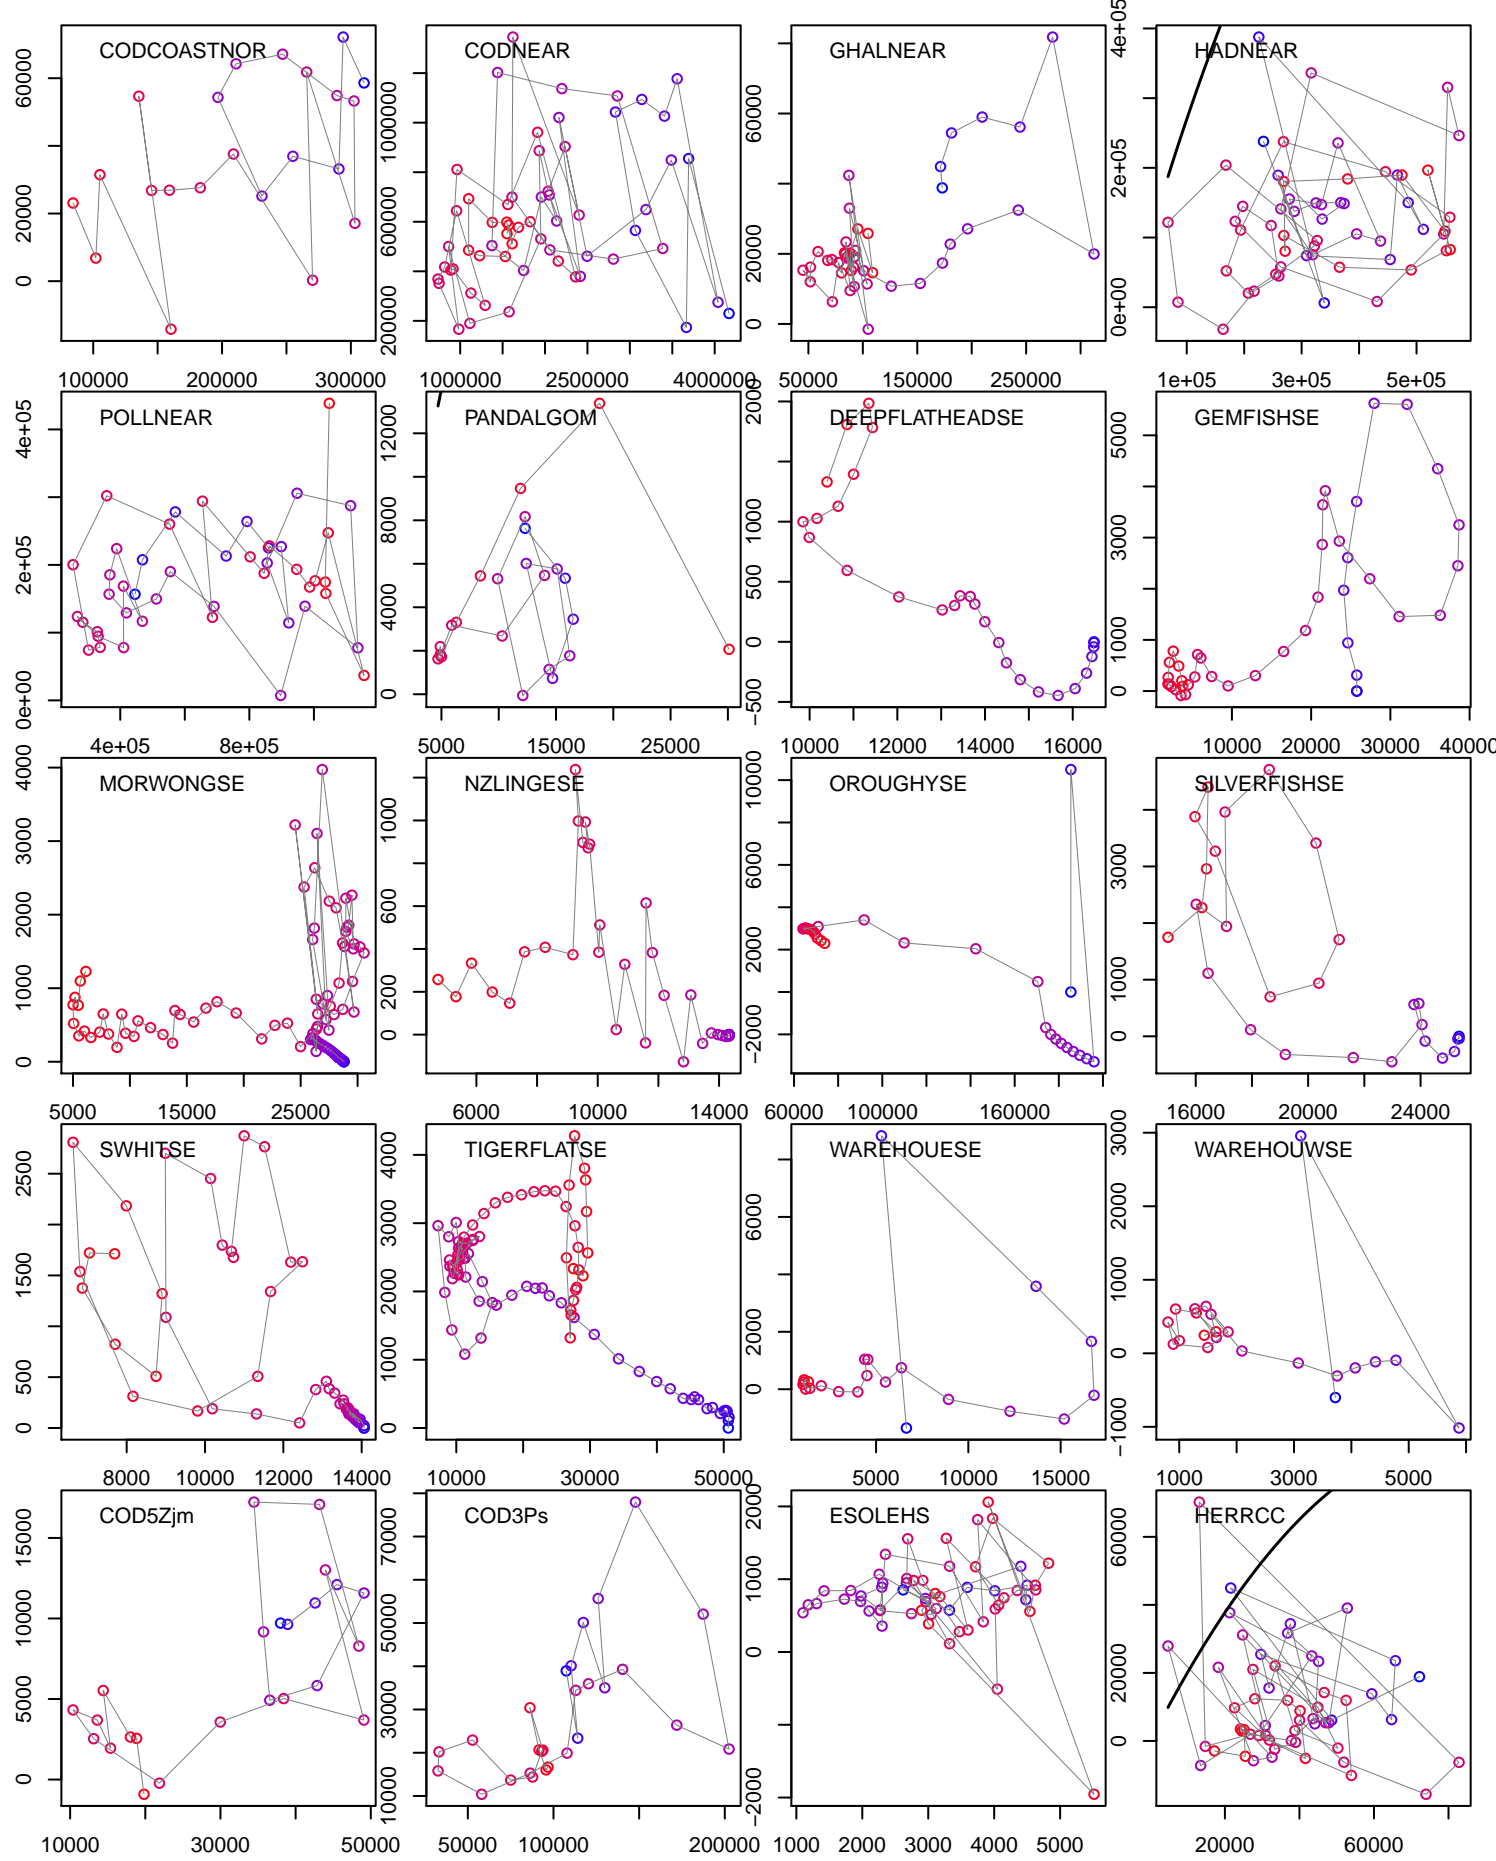 CODCOASTNOR
CODNEAR
GHALNEAR
HADNEAR
0 20000 60000
200000 600000 1000000
0 20000 60000
0e+00 2e+05 4e+05
100000 200000 300000
1000000 2500000 4000000
50000 150000 250000
1e+05 3e+05 5e+05
POLLNEAR
PANDALGOM
DEEPFLATHEADSE
GEMFISHSE
0e+00 2e+05 4e+05
0 4000 8000 12000
−500 0 500 1000 2000
0 1000 3000 5000
4e+05 8e+05
5000 15000 25000
10000 12000 14000 16000
10000 20000 30000 40000
MORWONGSE
NZLINGESE
OROUGHYSE
SILVERFISHSE
0 1000 2000 3000 4000
0 200 600 1000
−2000 2000 6000 10000
0 1000 3000
5000 15000 25000
6000 10000 14000
60000 100000 160000
16000 20000 24000
SWHITSE
TIGERFLATSE
WAREHOUESE
WAREHOUWSE
0 500 1500 2500
0 1000 2000 3000 4000
0 2000 6000
−1000 0 1000 2000 3000
8000 10000 12000 14000
10000 30000 50000
5000 10000 15000
1000 3000 5000
COD5Zjm
COD3Ps
ESOLEHS
HERRCC
0 5000 10000 15000
10000 30000 50000 70000
−2000 0 1000 2000
0 20000 60000
10000 30000 50000
50000 100000 200000
1000 2000 3000 4000 5000
20000 60000